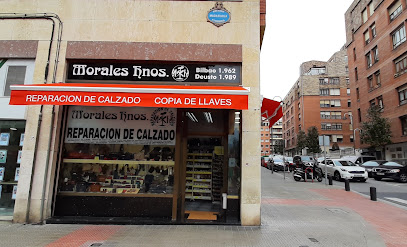 Morales Hnos.
Bilbao 1.962
Deusto 1.989
REPARACION DE CALZADO COPIA DE LLAVES
Morales Hnos.
REPARACION DE CALZADO